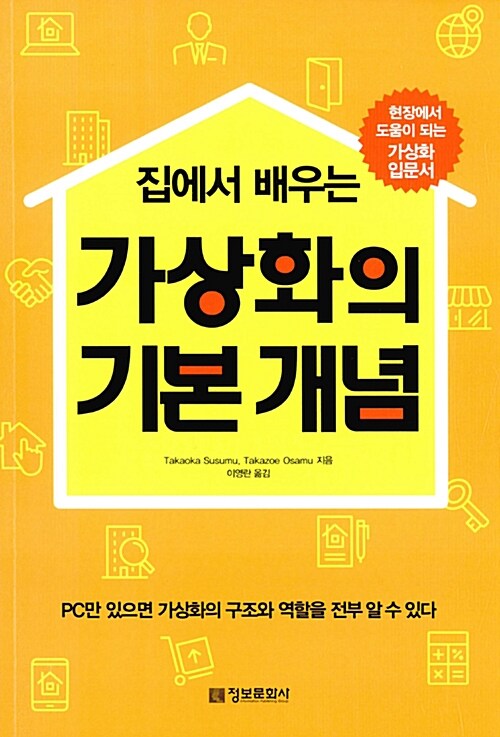 현장에서
도움이 되는
가상화
입문서
집에서 배우는
가상화의
기본 개념
Takaoka Susumu, Takazoe Osamu 지음
이영란 옮김
PC만 있으면 가상화의 구조와 역할을 전부 알 수 있다
정보문화사
Information Publishing Group